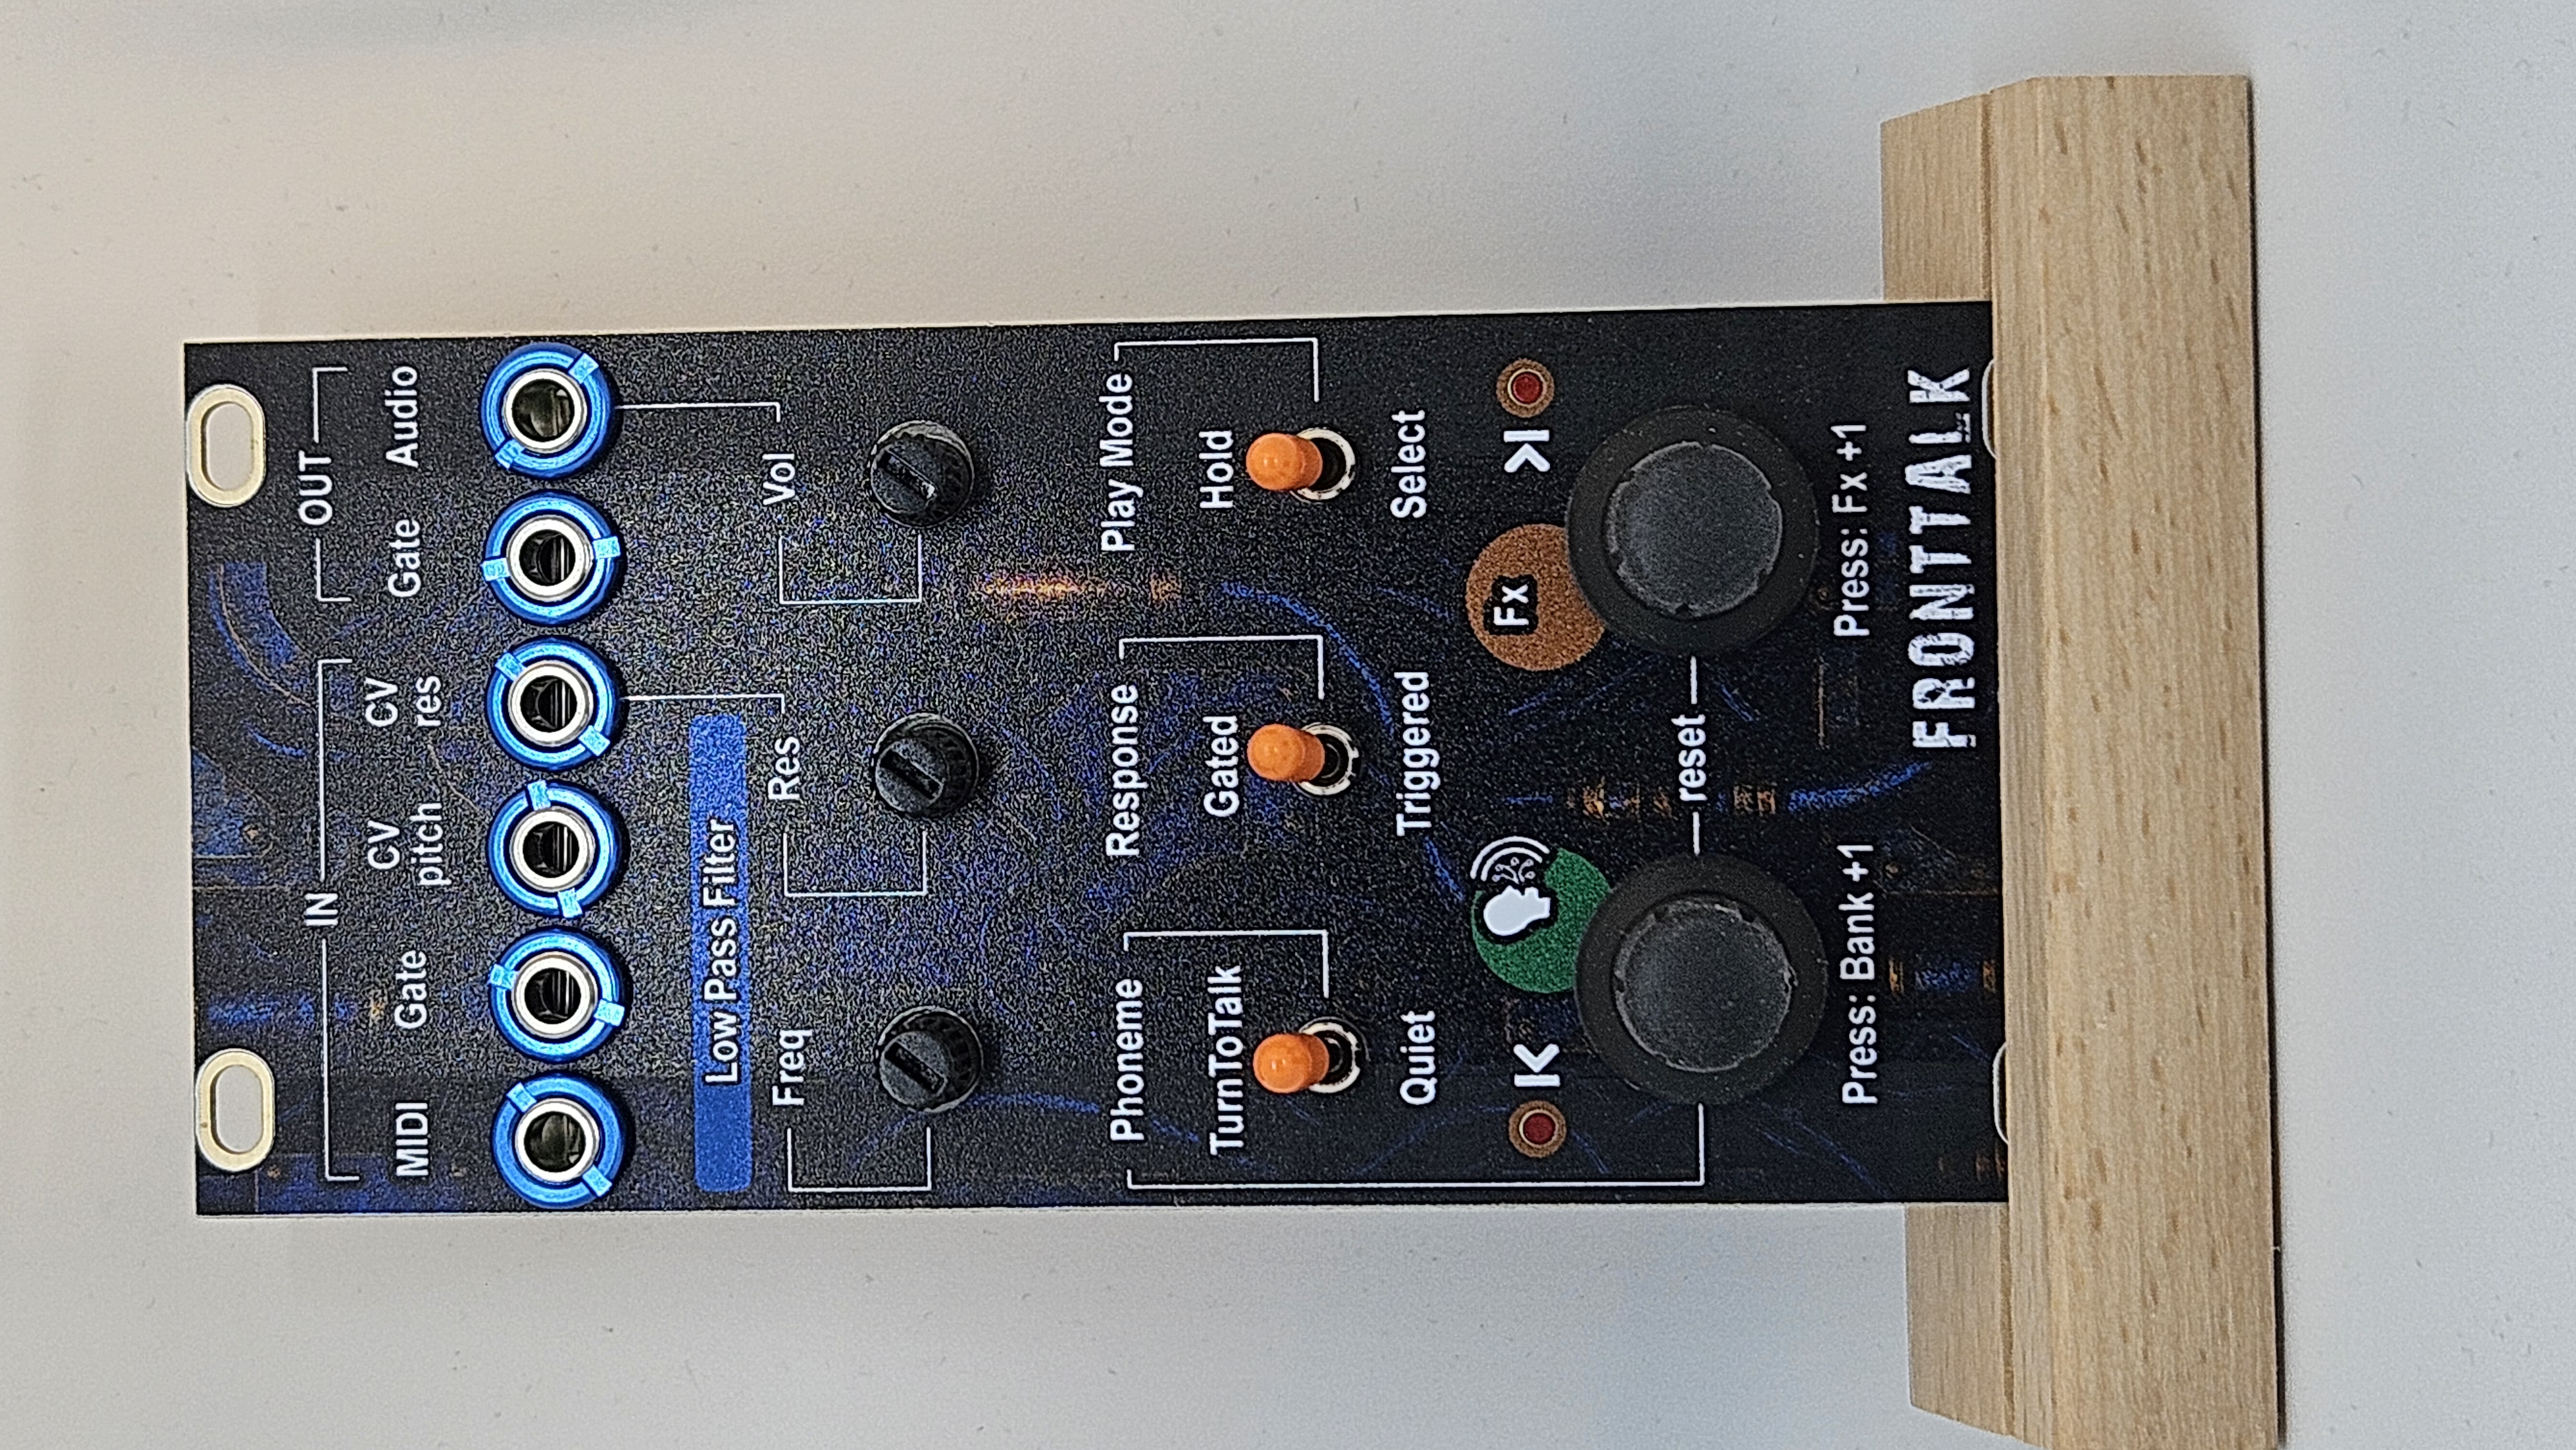 IN OUT
MIDI Gate CV pitch CV res Gate Audio
Low Pass Filter
Freq Res Vol
Phoneme Response Play Mode
TurnToTalk Gated Hold
Quiet Triggered Select
Fx
reset
Press: Bank +1 Press: Fx +1
FRONTTALK